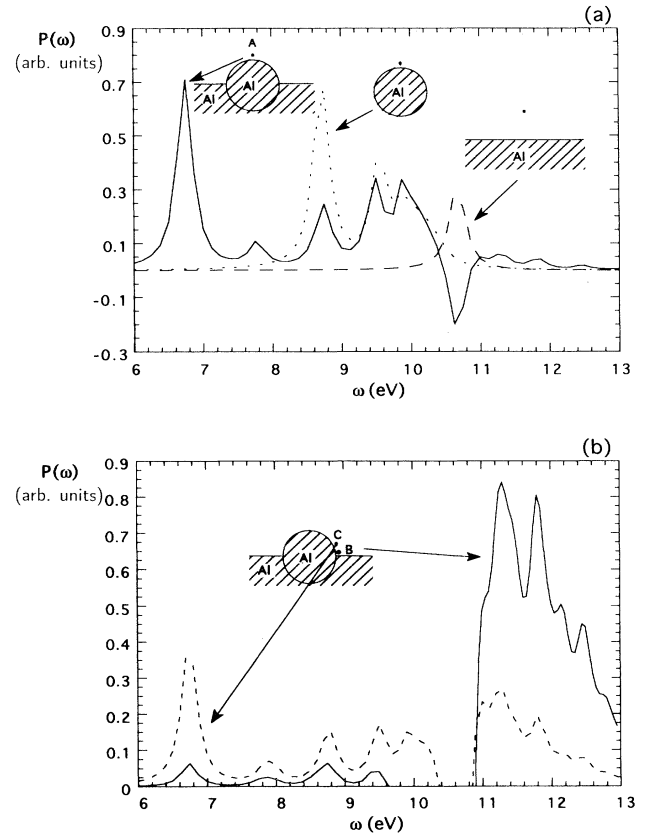 (a)
P(ω)
(arb. units)
0.9
0.7
0.5
0.3
0.1
-0.1
-0.3
A
Al
Al
Al
Al
6 7 8 9 10 11 12 13
ω (eV)
(b)
P(ω)
(arb. units)
0.9
0.8
0.7
0.6
0.5
0.4
0.3
0.2
0.1
0
C
B
Al
Al
6 7 8 9 10 11 12 13
ω (eV)